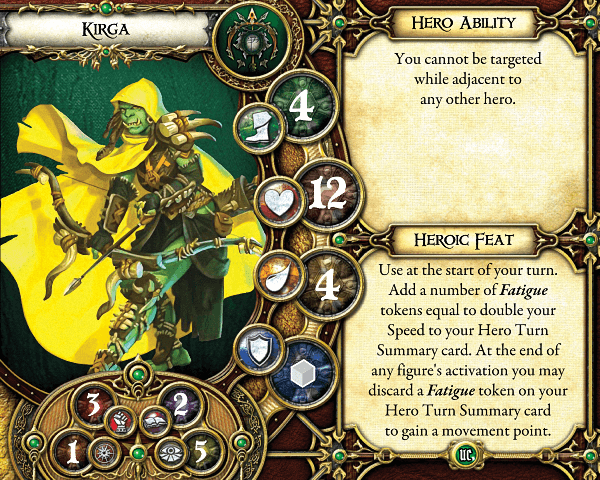 KIRGA
4
12
4
3
2
1
5
HERO ABILITY
You cannot be targeted
while adjacent to
any other hero.
HEROIC FEAT
Use at the start of your turn.
Add a number of Fatigue
tokens equal to double your
Speed to your Hero Turn
Summary card. At the end of
any figure's activation you may
discard a Fatigue token on your
Hero Turn Summary card
to gain a movement point.
UC